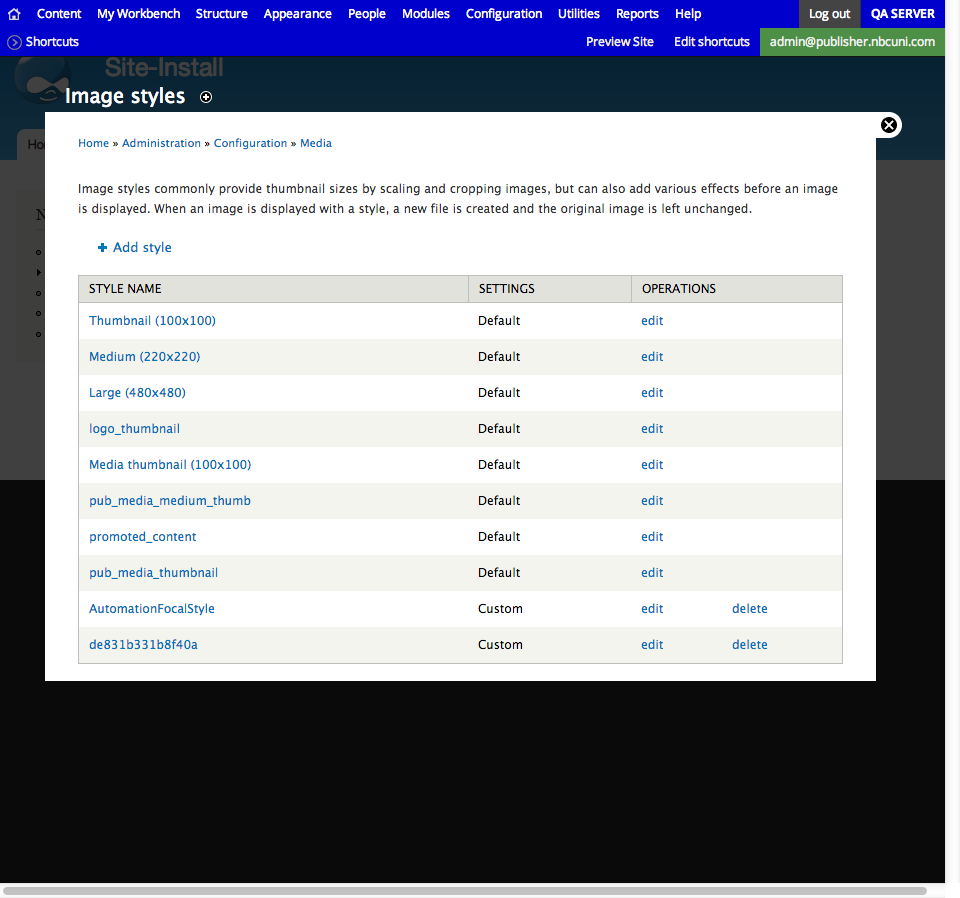 Content My Workbench Structure Appearance People Modules Configuration Utilities Reports Help Log out QA SERVER
Shortcuts Preview Site Edit shortcuts admin@publisher.nbcuni.com
Site-Install
Image styles
Home » Administration » Configuration » Media
Image styles commonly provide thumbnail sizes by scaling and cropping images, but can also add various effects before an image
is displayed. When an image is displayed with a style, a new file is created and the original image is left unchanged.
Add style
STYLE NAME SETTINGS OPERATIONS
Thumbnail (100x100) Default edit
Medium (220x220) Default edit
Large (480x480) Default edit
logo_thumbnail Default edit
Media thumbnail (100x100) Default edit
pub_media_medium_thumb Default edit
promoted_content Default edit
pub_media_thumbnail Default edit
AutomationFocalStyle Custom edit delete
de831b331b8f40a Custom edit delete